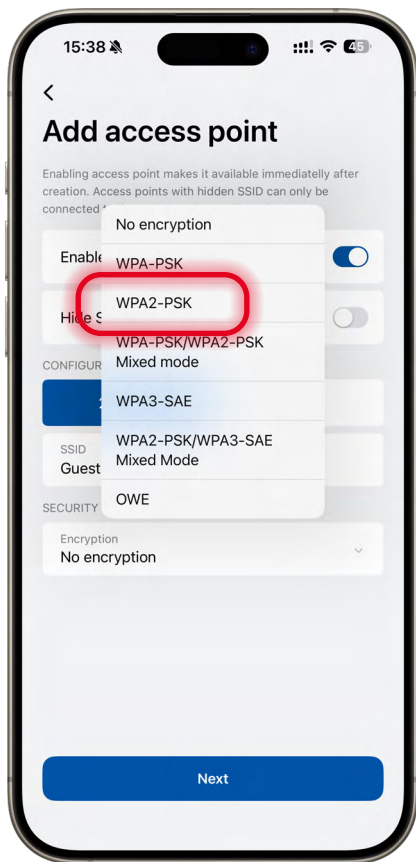 15:38
45
Add access point
Enabling access point makes it available immediatelly after
creation. Access points with hidden SSID can only be
connected
No encryption
Enable
WPA-PSK
WPA2-PSK
Hide S
WPA-PSK/WPA2-PSK
Mixed mode
CONFIGUR
WPA3-SAE
WPA2-PSK/WPA3-SAE
Mixed Mode
SSID
Guest
OWE
SECURITY
Encryption
No encryption
Next